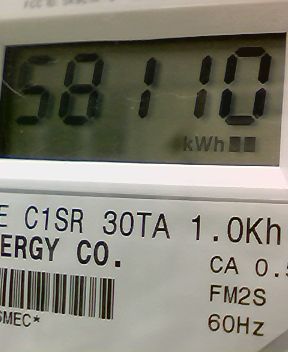 58110
kWh
E C1SR 30TA 1.0Kh
ERGY CO.
CA 0.5
FM2S
SMEC*
60Hz